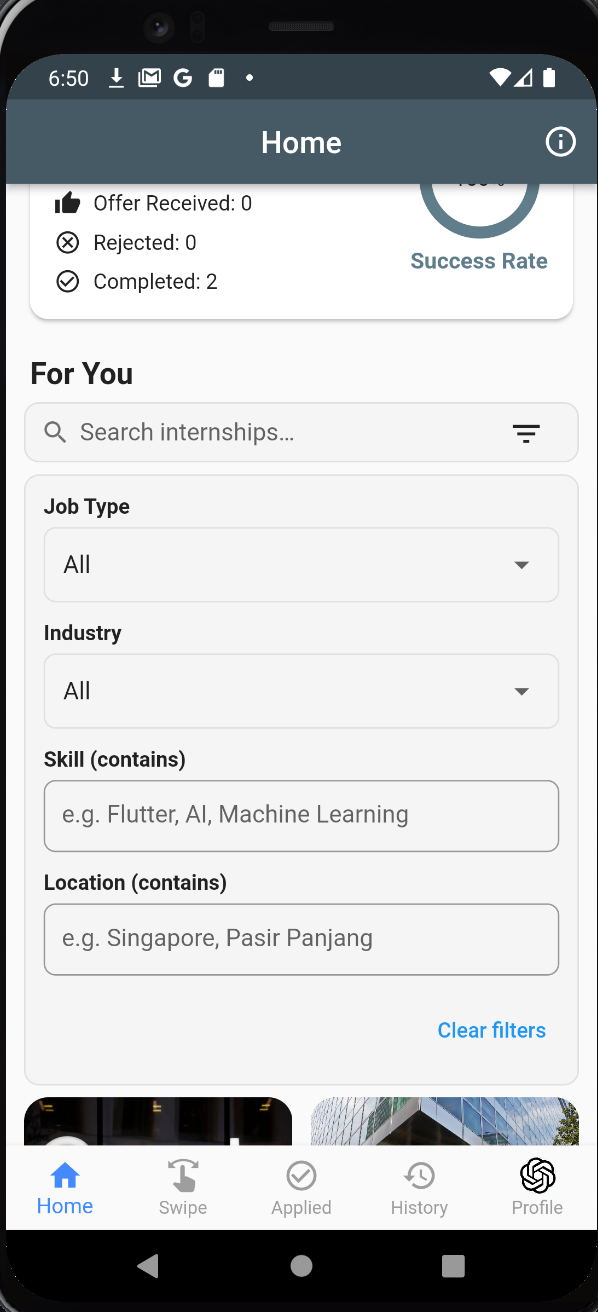 6:50
Home
Offer Received: 0
Rejected: 0
Completed: 2
Success Rate
For You
Search internships...
Job Type
All
Industry
All
Skill (contains)
e.g. Flutter, AI, Machine Learning
Location (contains)
e.g. Singapore, Pasir Panjang
Clear filters
Home
Swipe
Applied
History
Profile